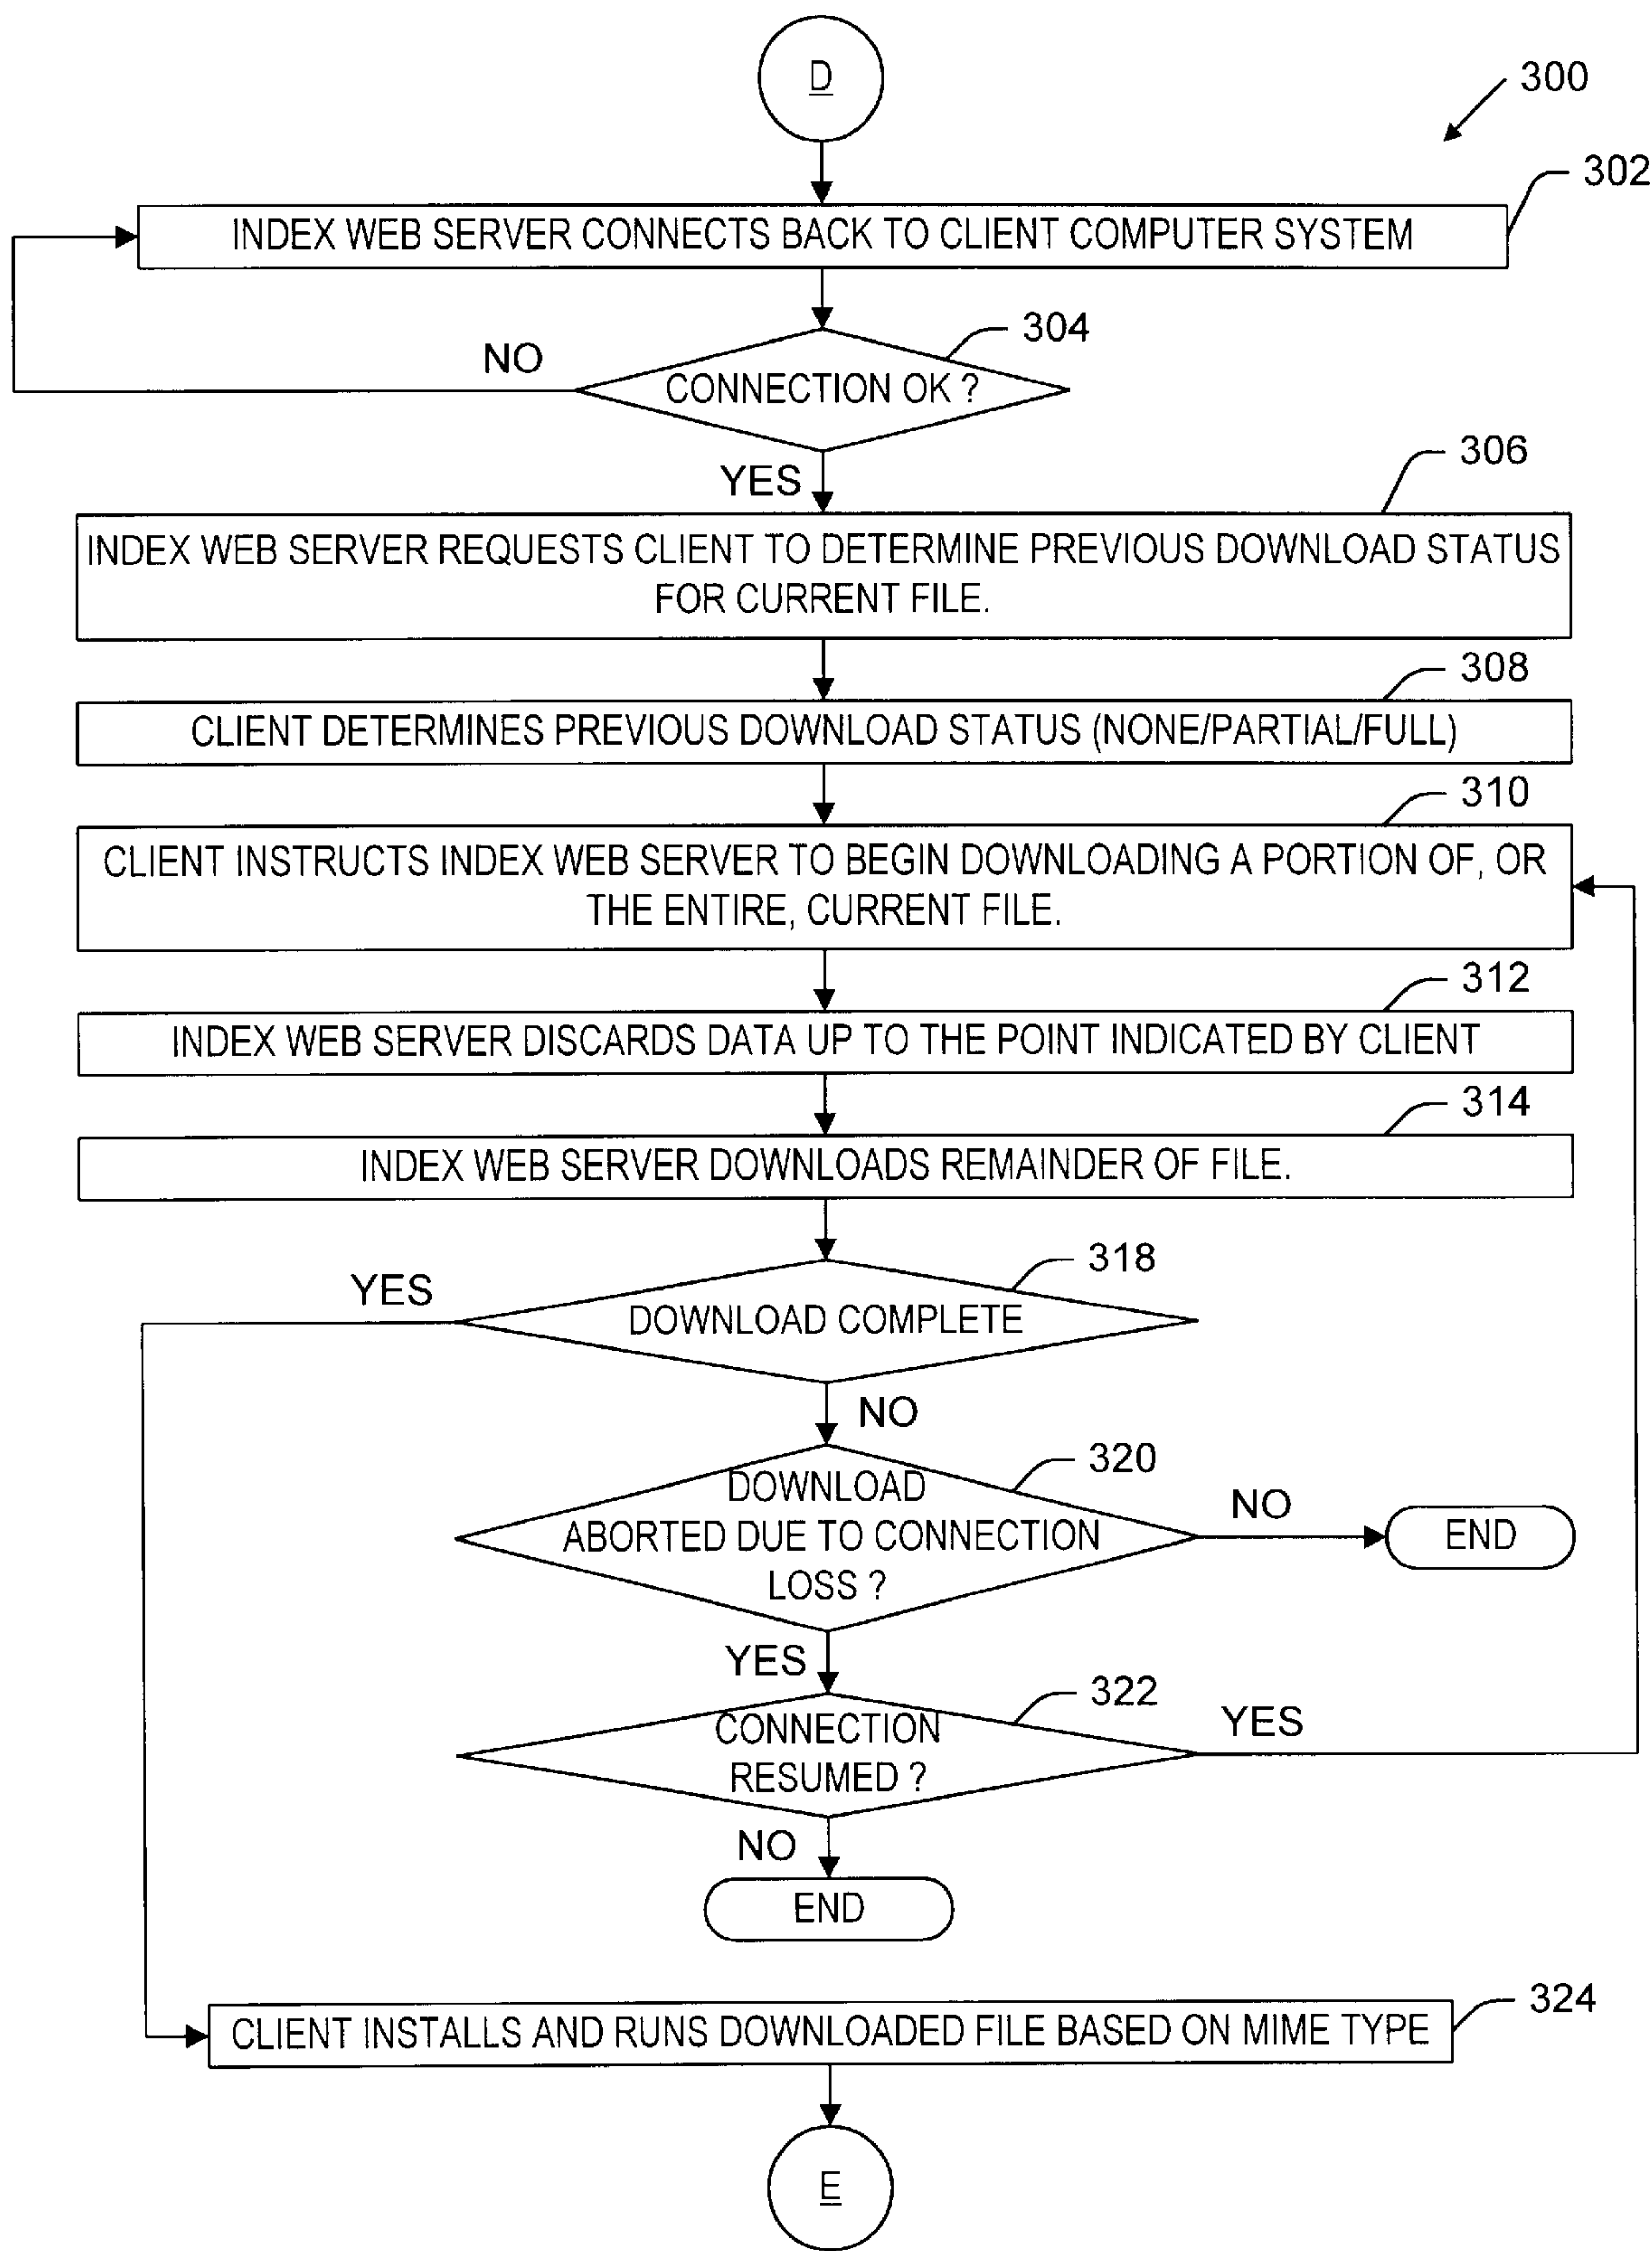 D
300
302
INDEX WEB SERVER CONNECTS BACK TO CLIENT COMPUTER SYSTEM
304
NO
CONNECTION OK ?
YES
306
INDEX WEB SERVER REQUESTS CLIENT TO DETERMINE PREVIOUS DOWNLOAD STATUS
FOR CURRENT FILE.
308
CLIENT DETERMINES PREVIOUS DOWNLOAD STATUS (NONE/PARTIAL/FULL)
310
CLIENT INSTRUCTS INDEX WEB SERVER TO BEGIN DOWNLOADING A PORTION OF, OR
THE ENTIRE, CURRENT FILE.
312
INDEX WEB SERVER DISCARDS DATA UP TO THE POINT INDICATED BY CLIENT
314
INDEX WEB SERVER DOWNLOADS REMAINDER OF FILE.
318
YES
DOWNLOAD COMPLETE
NO
320
DOWNLOAD
ABORTED DUE TO CONNECTION
LOSS ?
NO
END
YES
322
CONNECTION
RESUMED ?
YES
NO
END
324
CLIENT INSTALLS AND RUNS DOWNLOADED FILE BASED ON MIME TYPE
E